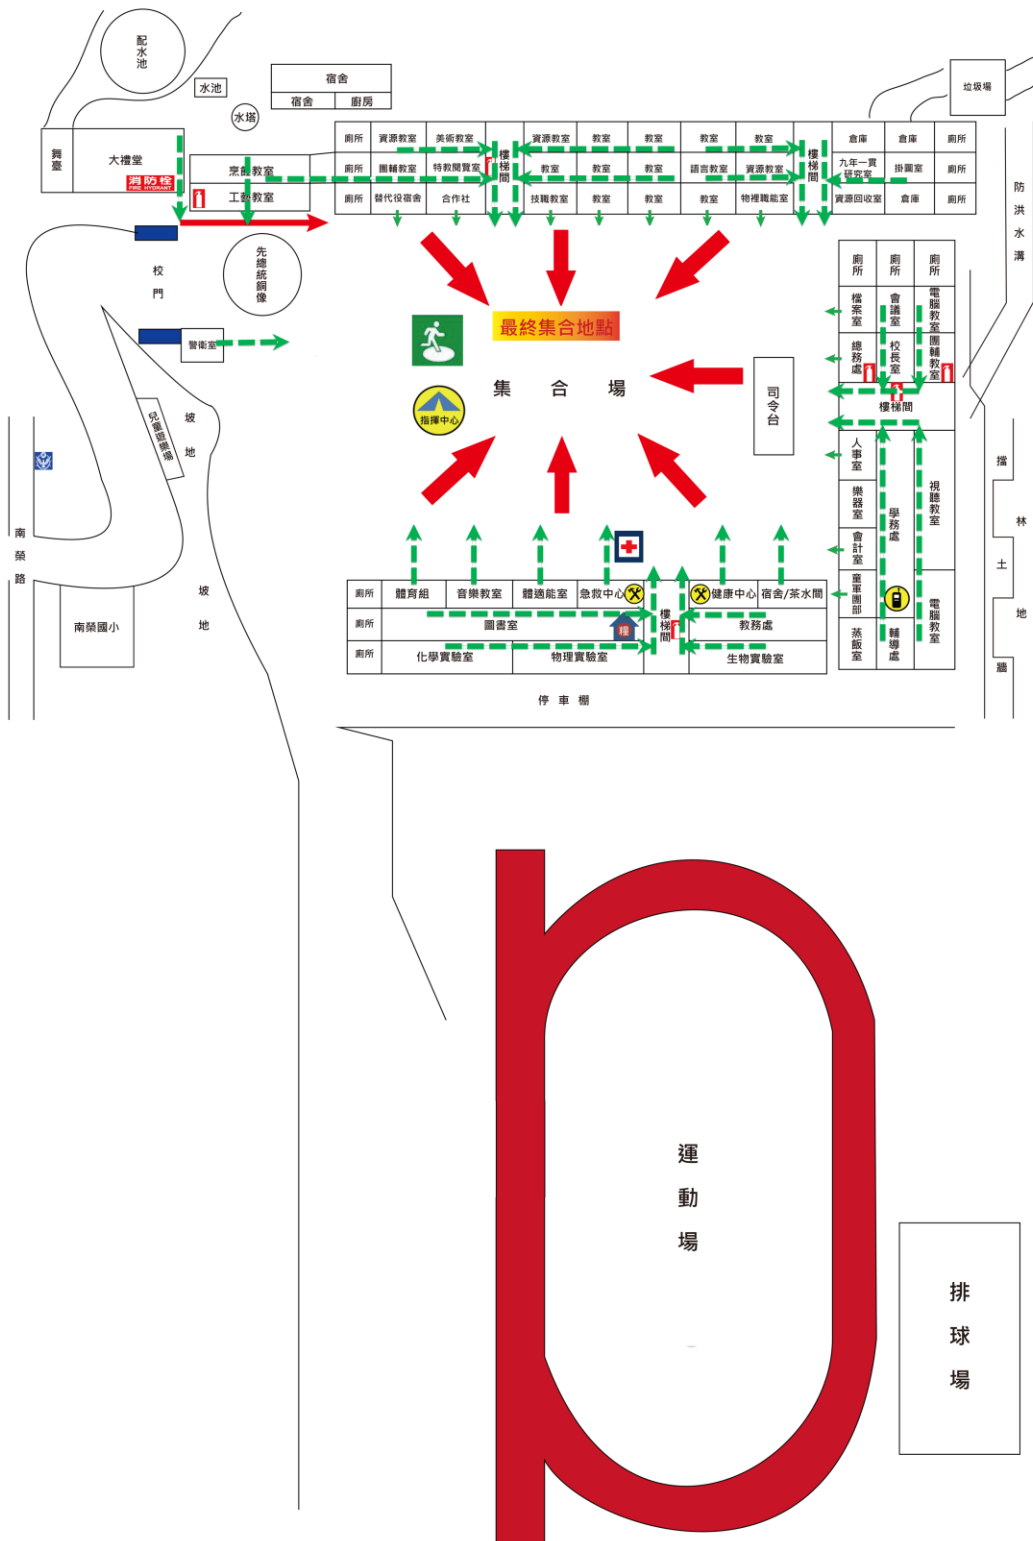 配水池
水池
水塔
宿舍
宿舍 廚房
垃圾場
舞臺
大禮堂
消防栓
FIRE HYDRANT
烹飪教室
工藝教室
廁所 資源教室 美術教室 樓梯間 資源教室 教室 教室 教室 教室 樓梯間 倉庫 倉庫 廁所
廁所 團輔教室 特教閱覽室 教室 教室 教室 語言教室 資源教室 九年一貫研究室 掛圖室 廁所
廁所 替代役宿舍 合作社 技職教室 教室 教室 教室 物裡職能室 資源回收室 倉庫 廁所
防洪水溝
校門
先總統銅像
警衛室
最終集合地點
集合場
指揮中心
司令台
廁所 廁所 廁所
檔案室 會議室 電腦教室
總務處 校長室 團輔教室
樓梯間
人事室
樂器室
會計室
童軍團部
蒸飯室
學務處
輔導處
視聽教室
電腦教室
擋土牆
林地
兒童遊樂場
坡地
坡地
南榮路
南榮國小
廁所 體育組 音樂教室 體適能室 急救中心 樓梯間 健康中心 宿舍/茶水間
廁所 圖書室 糧 教務處
廁所 化學實驗室 物理實驗室 生物實驗室
停車棚
運動場
排球場